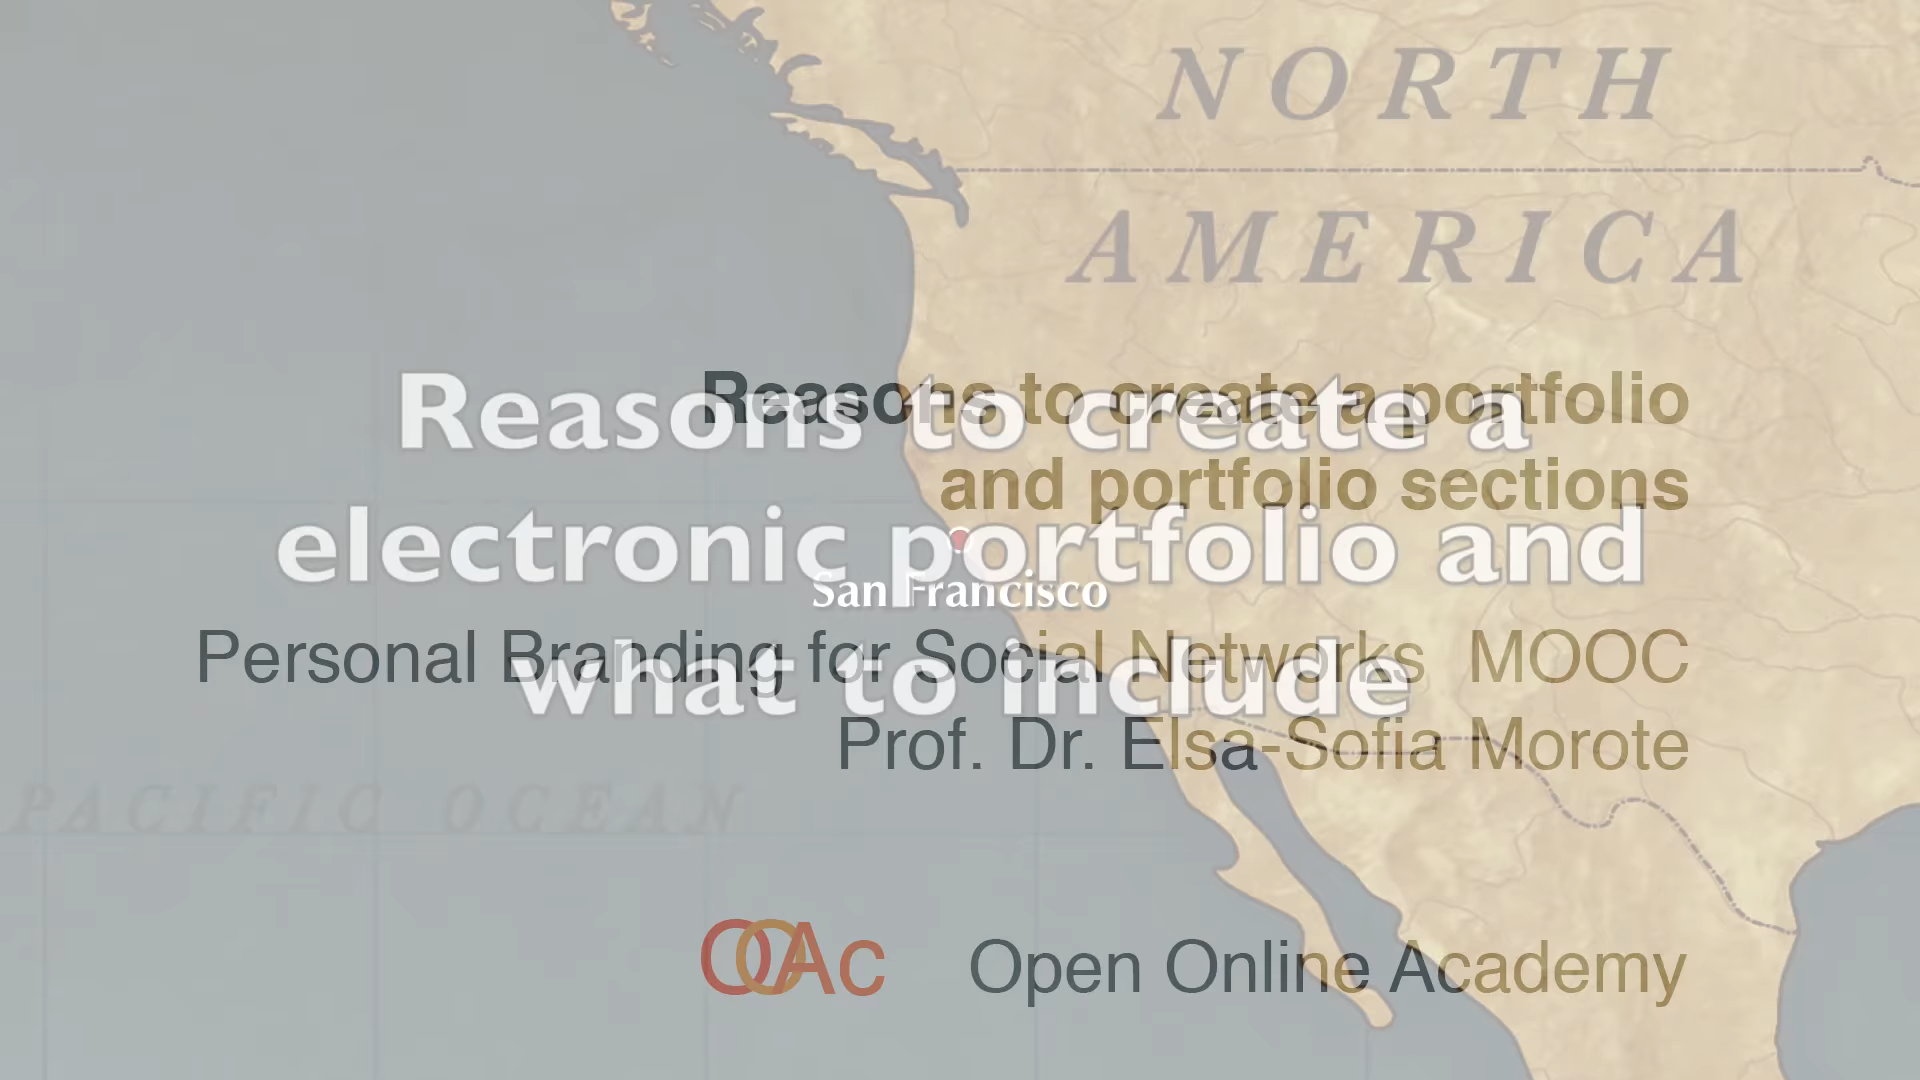 NORTH
AMERICA
Reasons to create a portfolio
and portfolio sections
Reasons to create a
electronic portfolio and
what to include
San Francisco
Personal Branding for Social Networks MOOC
Prof. Dr. Elsa-Sofia Morote
PACIFIC OCEAN
OOAc Open Online Academy